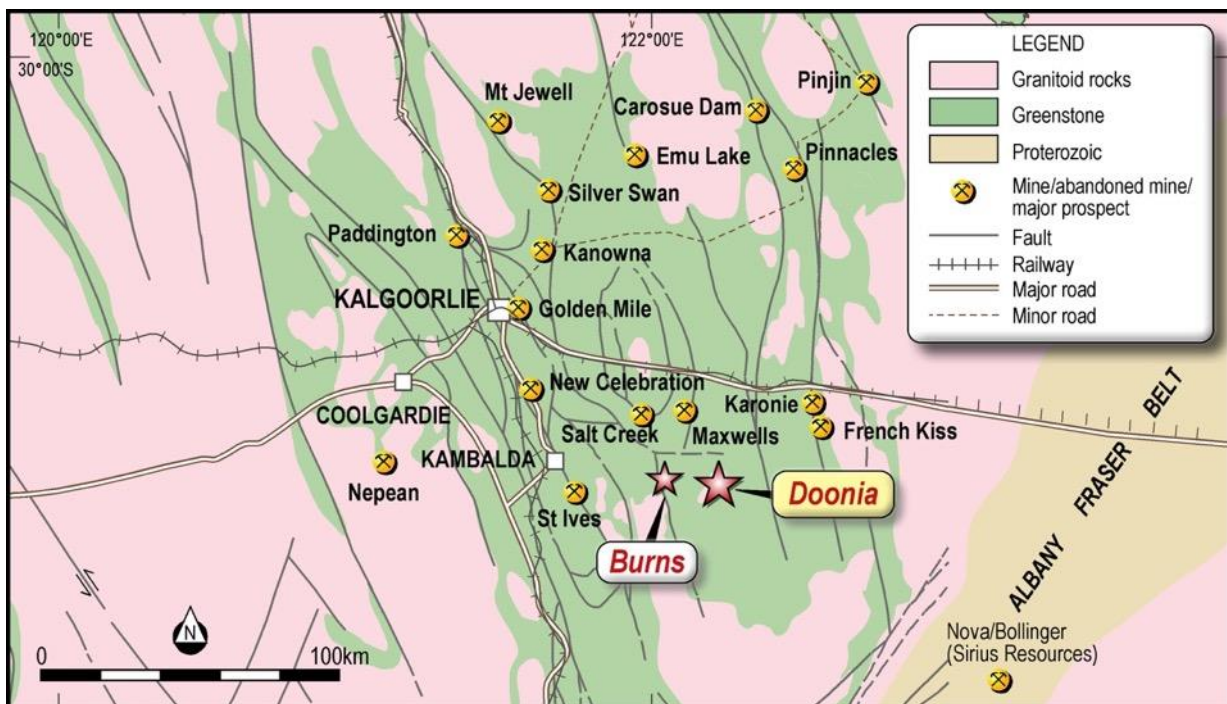 120°00'E
122°00'E
30°00'S
LEGEND
Granitoid rocks
Greenstone
Proterozoic
Mine/abandoned mine/
major prospect
Fault
Railway
Major road
Minor road
Pinjin
Mt Jewell
Carosue Dam
Emu Lake
Pinnacles
Silver Swan
Paddington
Kanowna
KALGOORLIE
Golden Mile
New Celebration
Karonie
COOLGARDIE
Salt Creek
Maxwells
French Kiss
KAMBALDA
Nepean
St Ives
Doonia
Burns
ALBANY FRASER BELT
Nova/Bollinger
(Sirius Resources)
N
0 100km